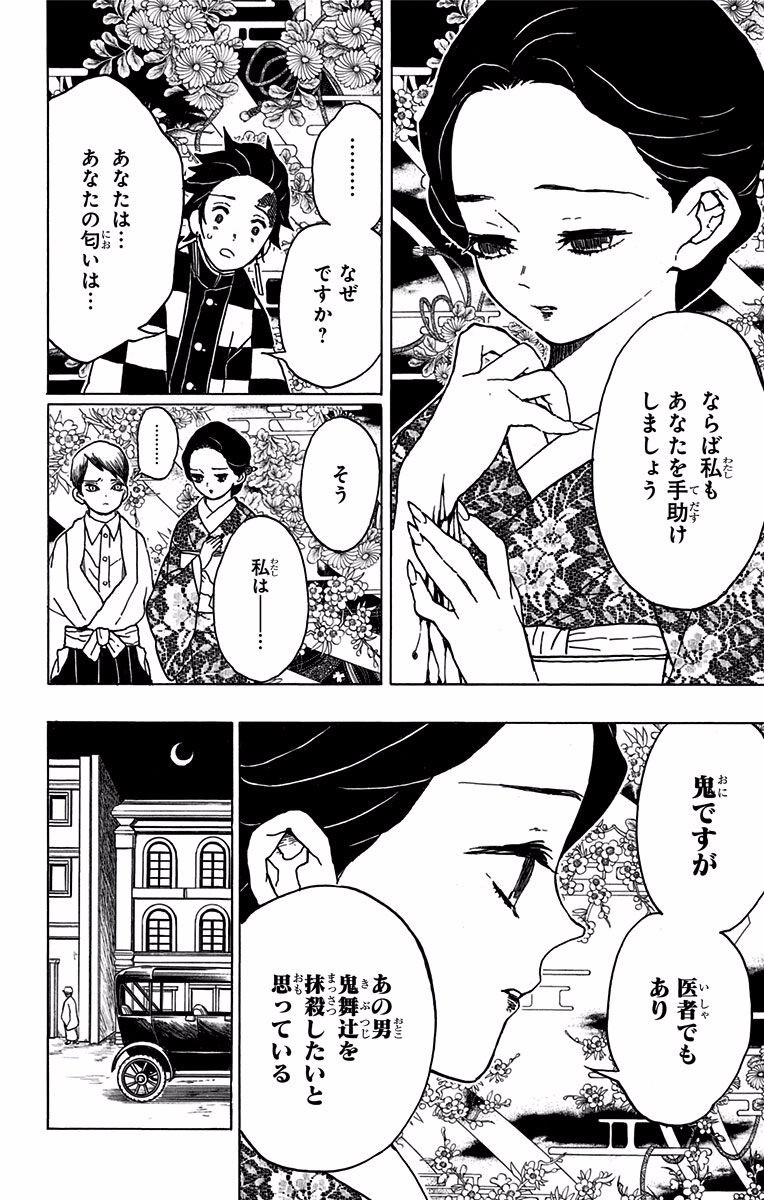 ならば私も
あなたを手助け
しましょう
………
なぜ
ですか？
あなたは…
あなたの匂いは…
そう
私は──…
………
鬼ですが
医者でも
あり
あの男
鬼舞辻を
抹殺したいと
思っている